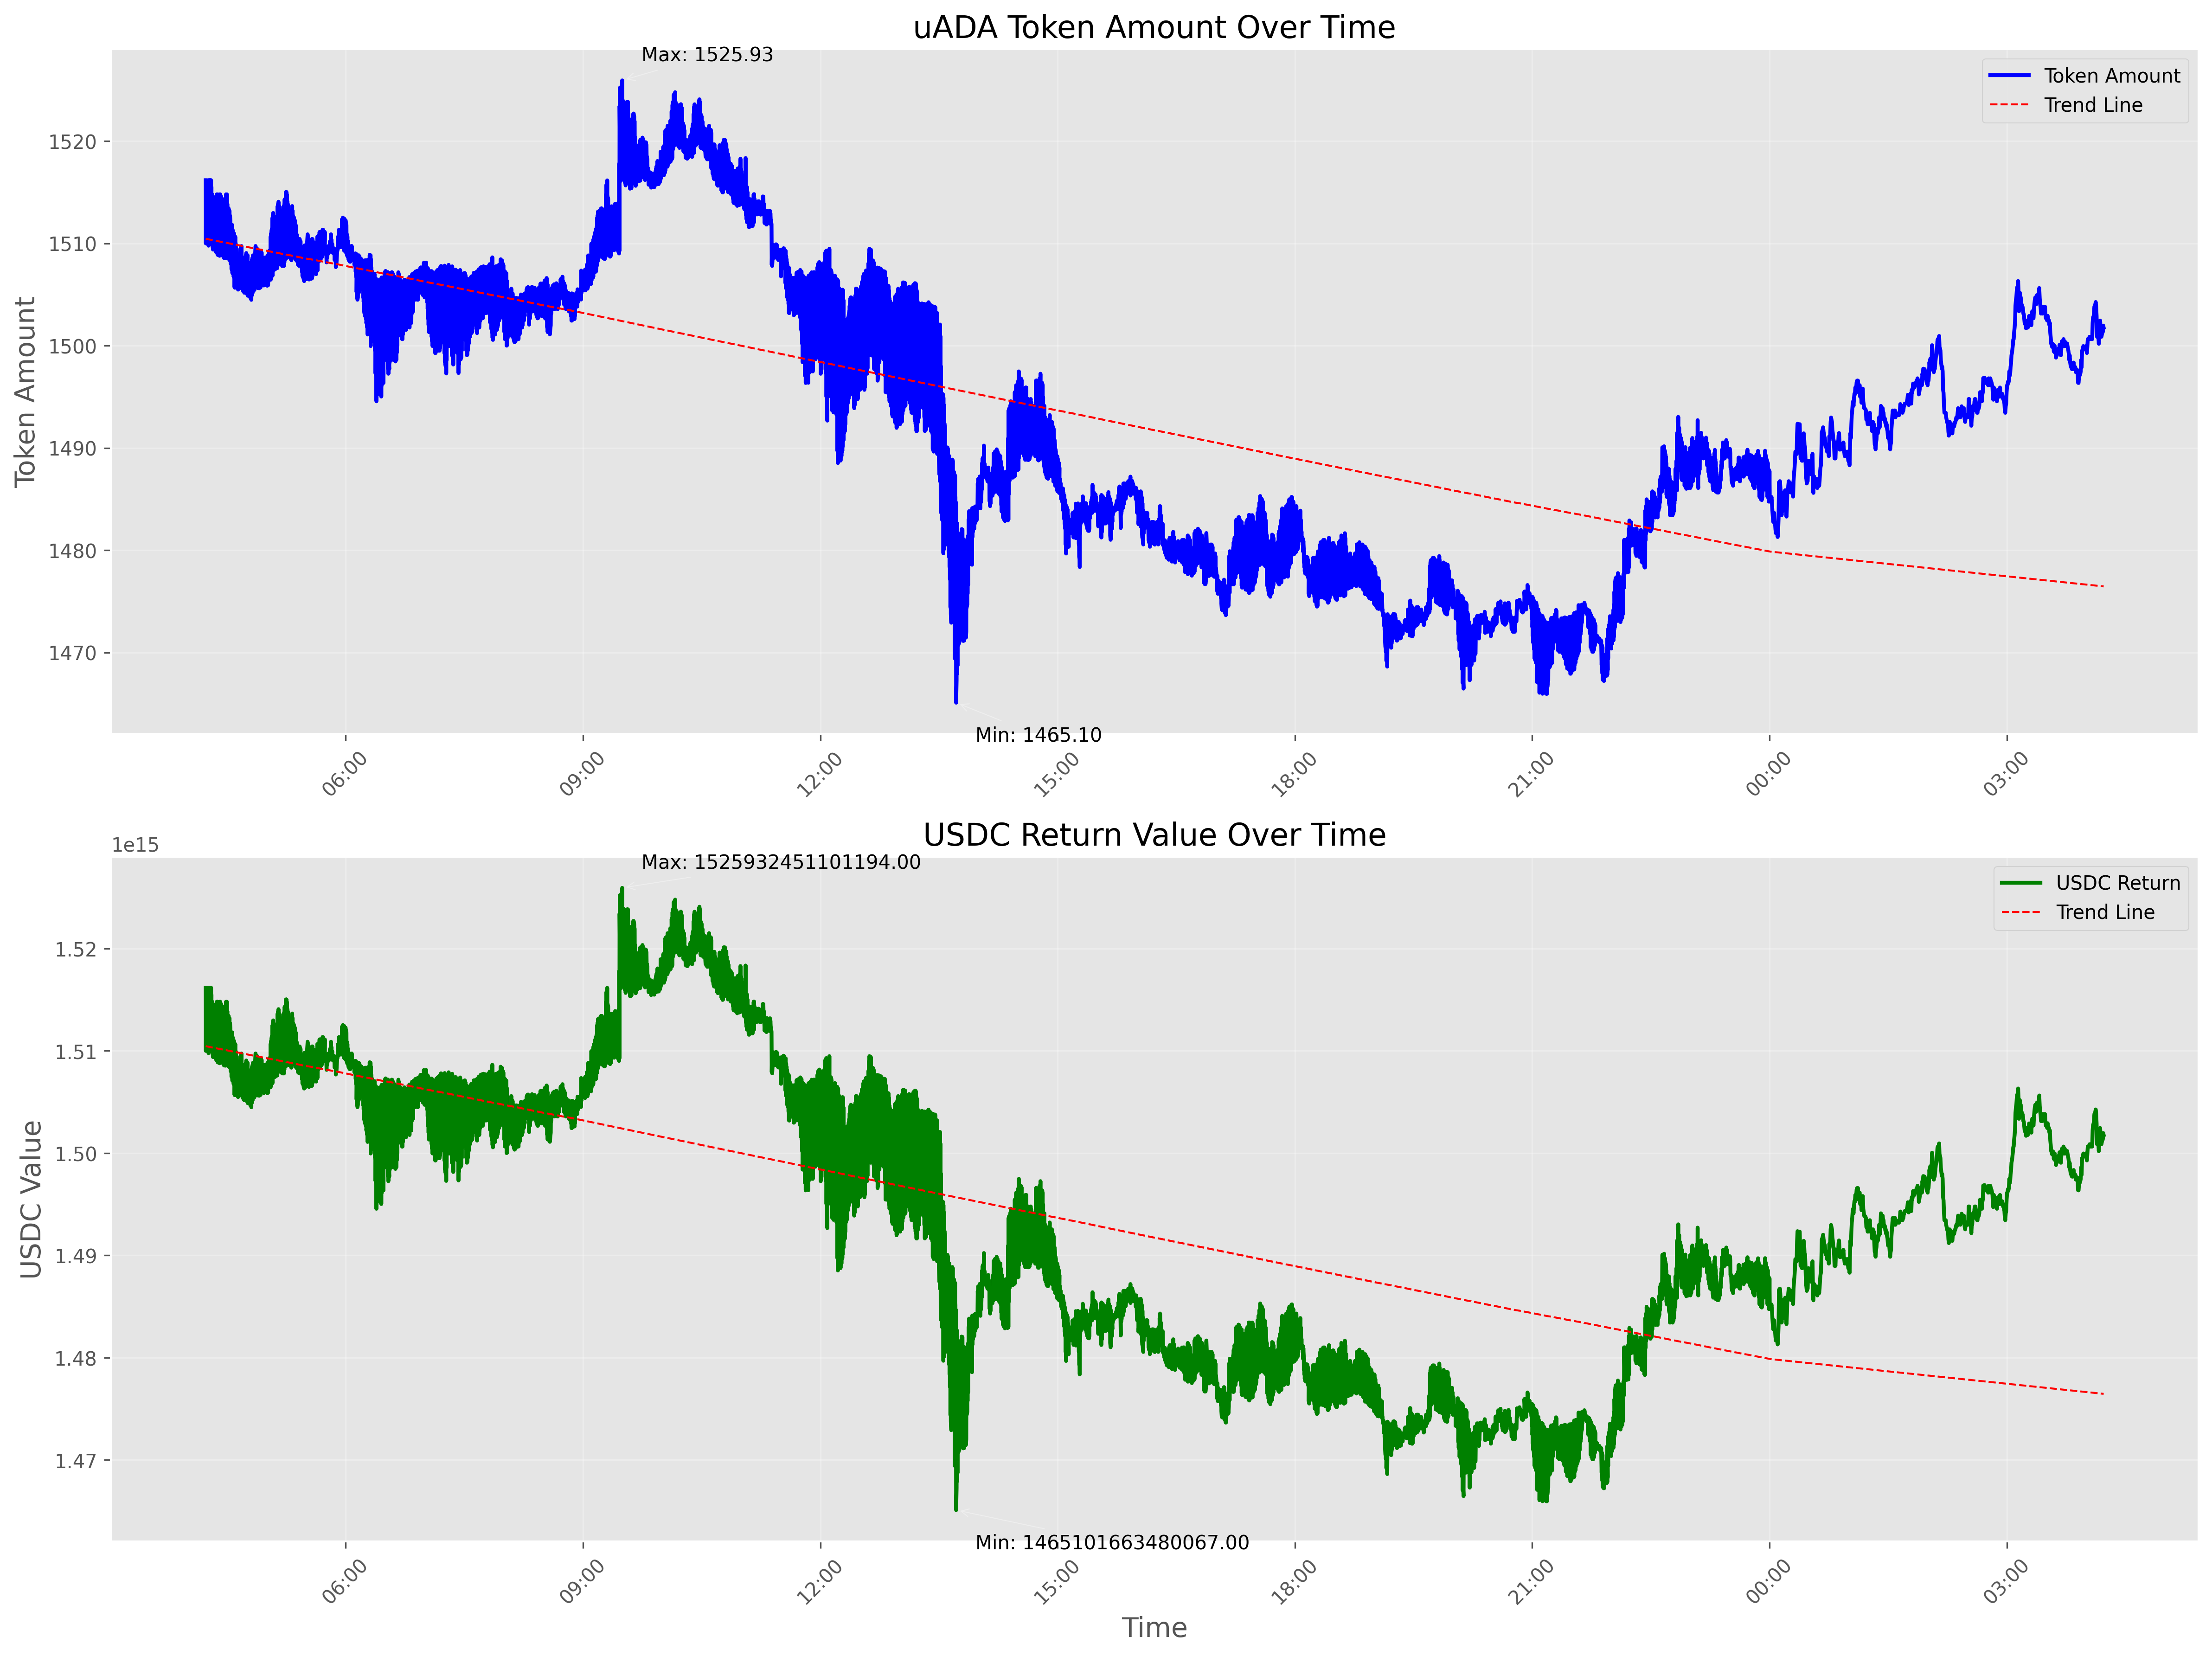 uADA Token Amount Over Time
Max: 1525.93
Token Amount
Trend Line
1520
1510
1500
1490
1480
1470
Token Amount
Min: 1465.10
06:00
09:00
12:00
15:00
18:00
21:00
00:00
03:00
USDC Return Value Over Time
1e15
Max: 1525932451101194.00
USDC Return
Trend Line
1.52
1.51
1.50
1.49
1.48
1.47
USDC Value
Min: 1465101663480067.00
06:00
09:00
12:00
15:00
18:00
21:00
00:00
03:00
Time